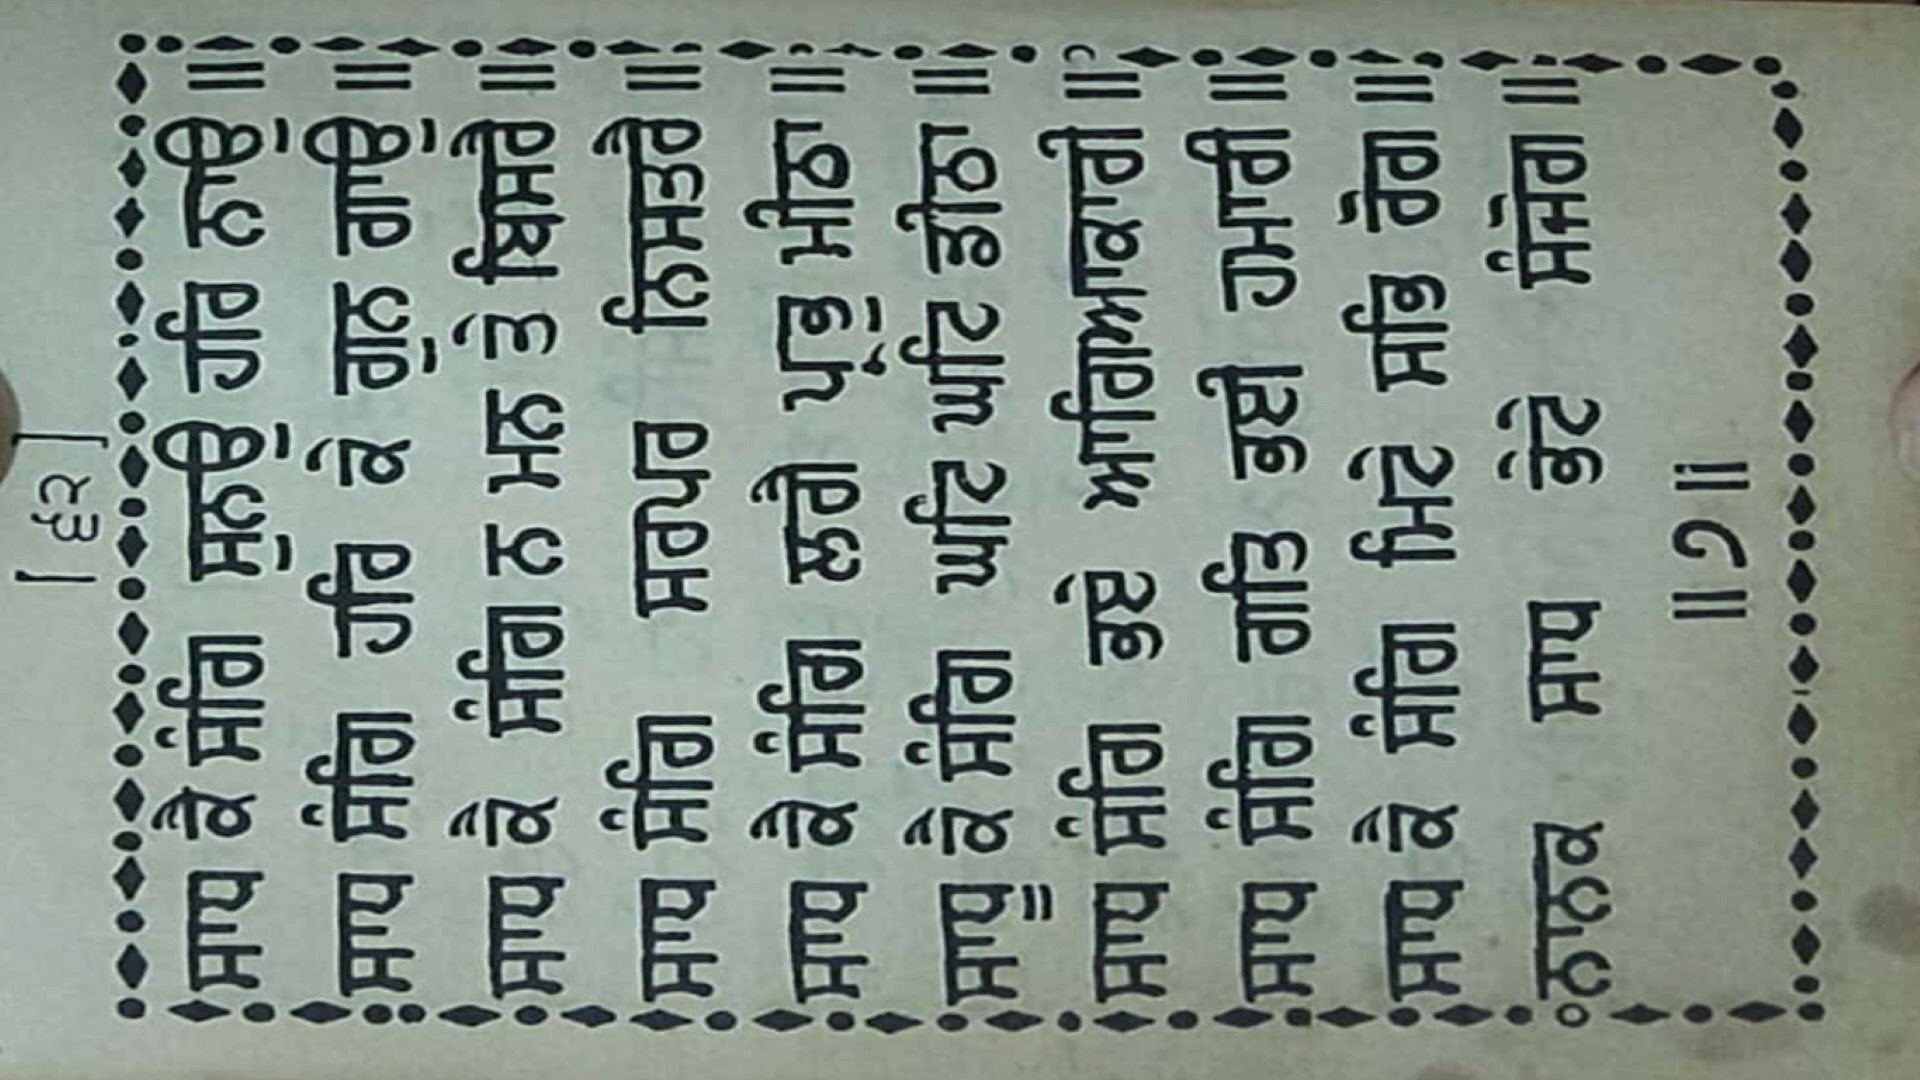 [੬੨]
ਸਾਧ ਕੈ ਸੰਗਿ ਸੁਨਉ ਹਰਿ ਨਾਉ ॥
ਸਾਧ ਸੰਗਿ ਹਰਿ ਕੇ ਗੁਨ ਗਾਉ ॥
ਸਾਧ ਕੈ ਸੰਗਿ ਨ ਮਨ ਤੇ ਬਿਸਰੈ ॥
ਸਾਧ ਸੰਗਿ ਸਰਪਰ ਨਿਸਤਰੈ ॥
ਸਾਧ ਕੈ ਸੰਗਿ ਲਗੈ ਪ੍ਰਭੁ ਮੀਠਾ ॥
ਸਾਧੂ ਕੈ ਸੰਗਿ ਘਟਿ ਘਟਿ ਡੀਠਾ ॥
ਸਾਧ ਸੰਗਿ ਭਏ ਆਗਿਆਕਾਰੀ ॥
ਸਾਧ ਸੰਗਿ ਗਤਿ ਭਈ ਹਮਾਰੀ ॥
ਸਾਧ ਕੈ ਸੰਗਿ ਮਿਟੇ ਸਭਿ ਰੋਗ ॥
ਨਾਨਕ ਸਾਧ ਭੇਟੇ ਸੰਜੋਗ ॥
॥੭॥